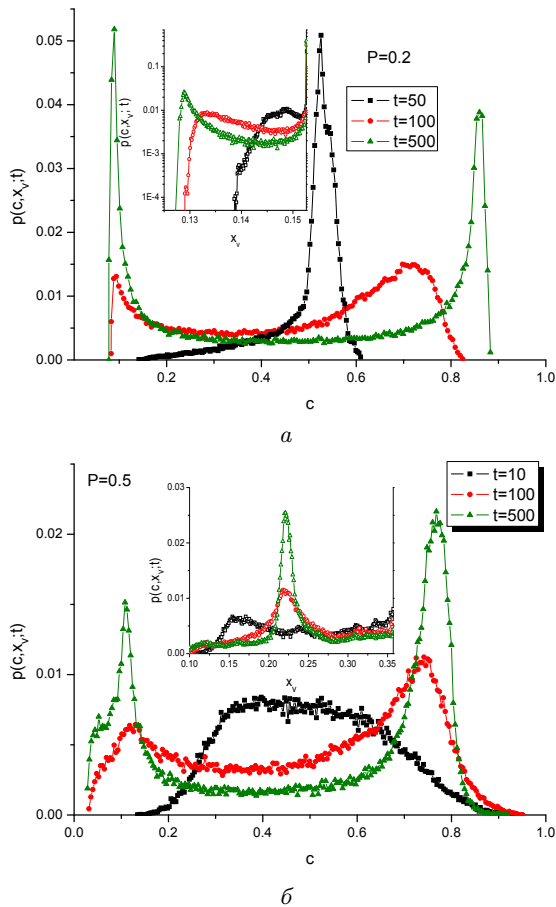 0.05
P=0.2
0.1
t=50
0.04
t=100
0.01
t=500
p(c,x_v;t)
1E-3
p(c,x_v;t)
0.03
1E-4
0.02
0.13
0.14
0.15
x_v
0.01
0.00
0.2
0.4
0.6
0.8
1.0
c
а
0.03
t=10
P=0.5
t=100
t=500
0.02
0.02
p(c,x_v;t)
0.01
p(c,x_v;t)
0.00
0.01
0.10
0.15
0.20
0.25
0.30
0.35
x_v
0.00
0.0
0.2
0.4
0.6
0.8
1.0
c
б